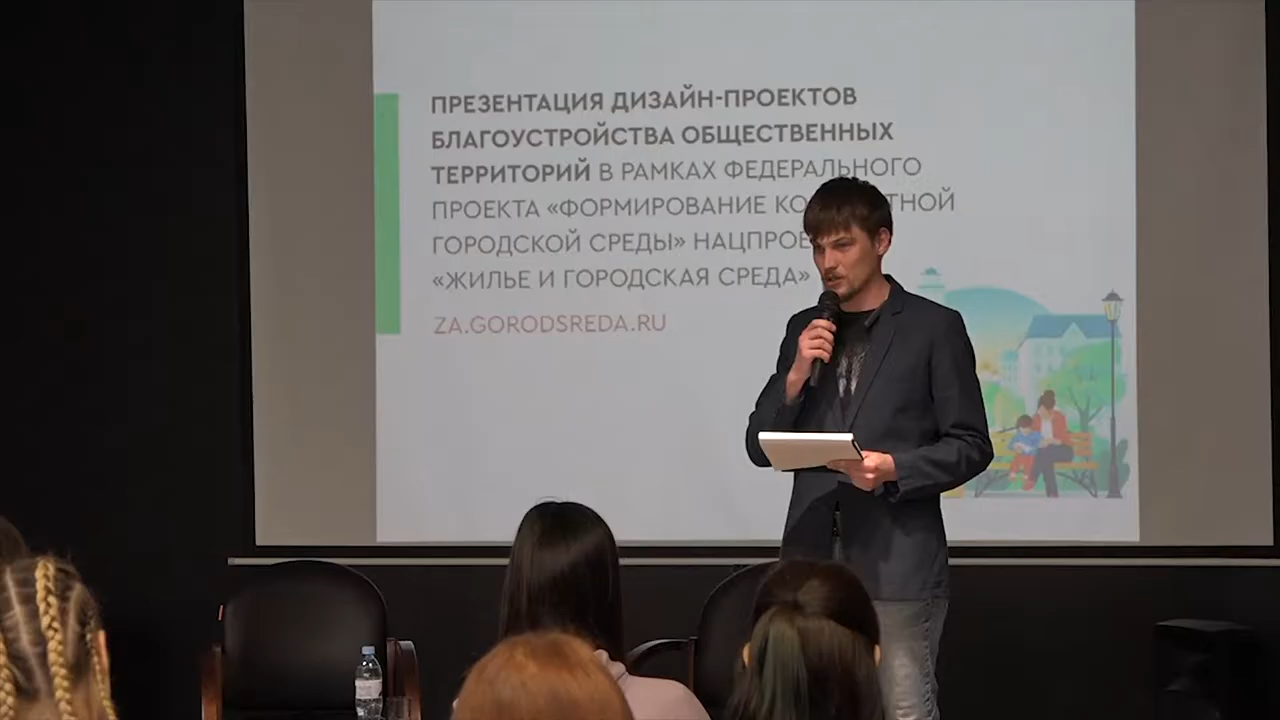 ПРЕЗЕНТАЦИЯ ДИЗАЙН-ПРОЕКТОВ
БЛАГОУСТРОЙСТВА ОБЩЕСТВЕННЫХ
ТЕРРИТОРИЙ В РАМКАХ ФЕДЕРАЛЬНОГО
ПРОЕКТА «ФОРМИРОВАНИЕ
ГОРОДСКОЙ СРЕДЫ»
«ЖИЛЬЕ И ГОРОДСКАЯ СРЕДА»
ZA.GORODSREDA.RU